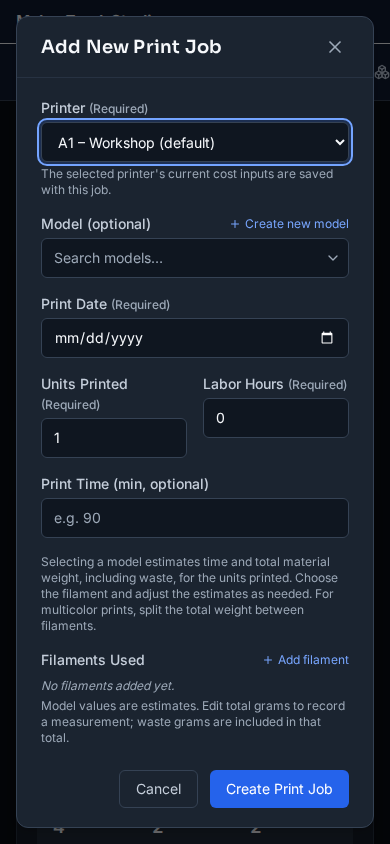 Add New Print Job
Printer (Required)
A1 – Workshop (default)
The selected printer's current cost inputs are saved
with this job.
Model (optional)
+ Create new model
Search models...
Print Date (Required)
mm/dd/yyyy
Units Printed
(Required)
Labor Hours (Required)
1
0
Print Time (min, optional)
e.g. 90
Selecting a model estimates time and total material
weight, including waste, for the units printed. Choose
the filament and adjust the estimates as needed. For
multicolor prints, split the total weight between
filaments.
Filaments Used
+ Add filament
No filaments added yet.
Model values are estimates. Edit total grams to record
a measurement; waste grams are included in that
total.
Cancel
Create Print Job